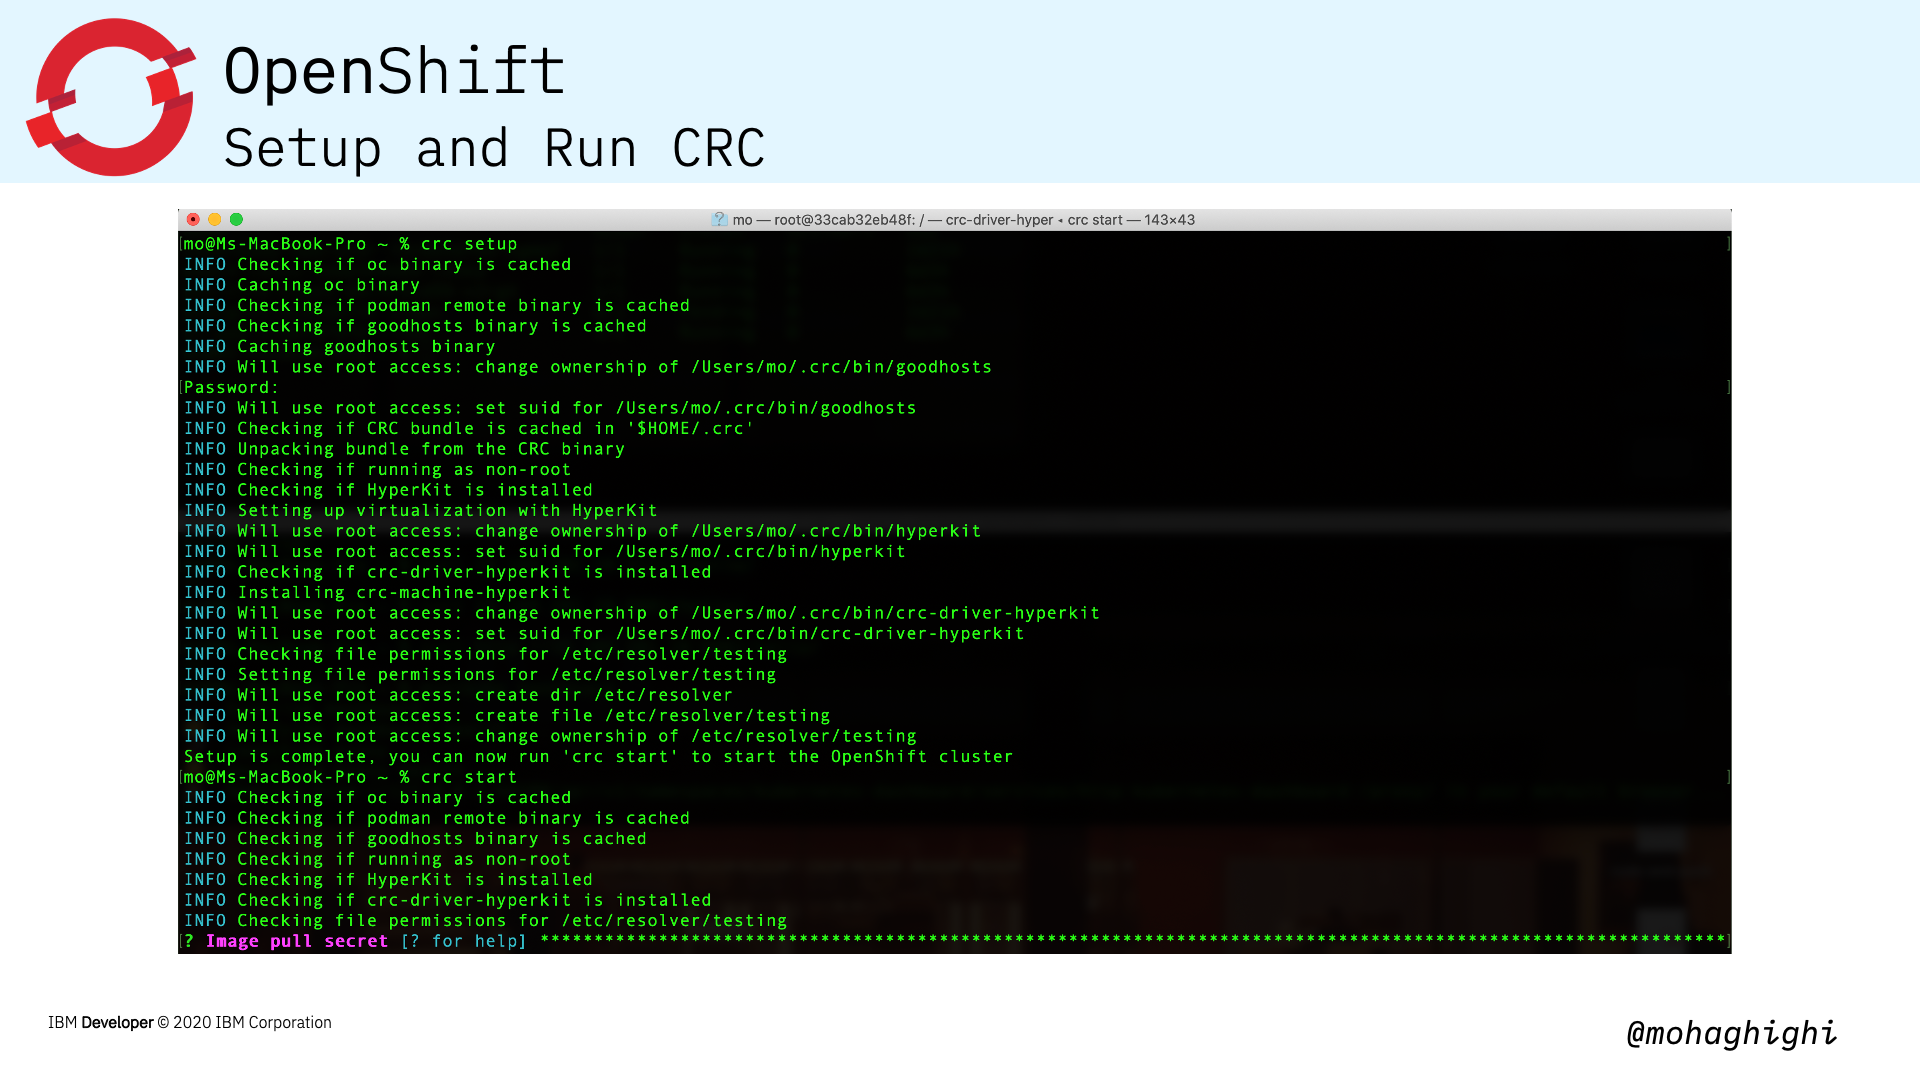 OpenShift
Setup and Run CRC
mo — root@33cab32eb48f: / — crc-driver-hyper ◂ crc start — 143×43
[mo@Ms-MacBook-Pro ~ % crc setup ]
INFO Checking if oc binary is cached
INFO Caching oc binary
INFO Checking if podman remote binary is cached
INFO Checking if goodhosts binary is cached
INFO Caching goodhosts binary
INFO Will use root access: change ownership of /Users/mo/.crc/bin/goodhosts
[Password: ]
INFO Will use root access: set suid for /Users/mo/.crc/bin/goodhosts
INFO Checking if CRC bundle is cached in '$HOME/.crc'
INFO Unpacking bundle from the CRC binary
INFO Checking if running as non-root
INFO Checking if HyperKit is installed
INFO Setting up virtualization with HyperKit
INFO Will use root access: change ownership of /Users/mo/.crc/bin/hyperkit
INFO Will use root access: set suid for /Users/mo/.crc/bin/hyperkit
INFO Checking if crc-driver-hyperkit is installed
INFO Installing crc-machine-hyperkit
INFO Will use root access: change ownership of /Users/mo/.crc/bin/crc-driver-hyperkit
INFO Will use root access: set suid for /Users/mo/.crc/bin/crc-driver-hyperkit
INFO Checking file permissions for /etc/resolver/testing
INFO Setting file permissions for /etc/resolver/testing
INFO Will use root access: create dir /etc/resolver
INFO Will use root access: create file /etc/resolver/testing
INFO Will use root access: change ownership of /etc/resolver/testing
Setup is complete, you can now run 'crc start' to start the OpenShift cluster
[mo@Ms-MacBook-Pro ~ % crc start ]
INFO Checking if oc binary is cached
INFO Checking if podman remote binary is cached
INFO Checking if goodhosts binary is cached
INFO Checking if running as non-root
INFO Checking if HyperKit is installed
INFO Checking if crc-driver-hyperkit is installed
INFO Checking file permissions for /etc/resolver/testing
[? Image pull secret [? for help] **************************************************************************************************************]
IBM Developer © 2020 IBM Corporation
@mohaghighi